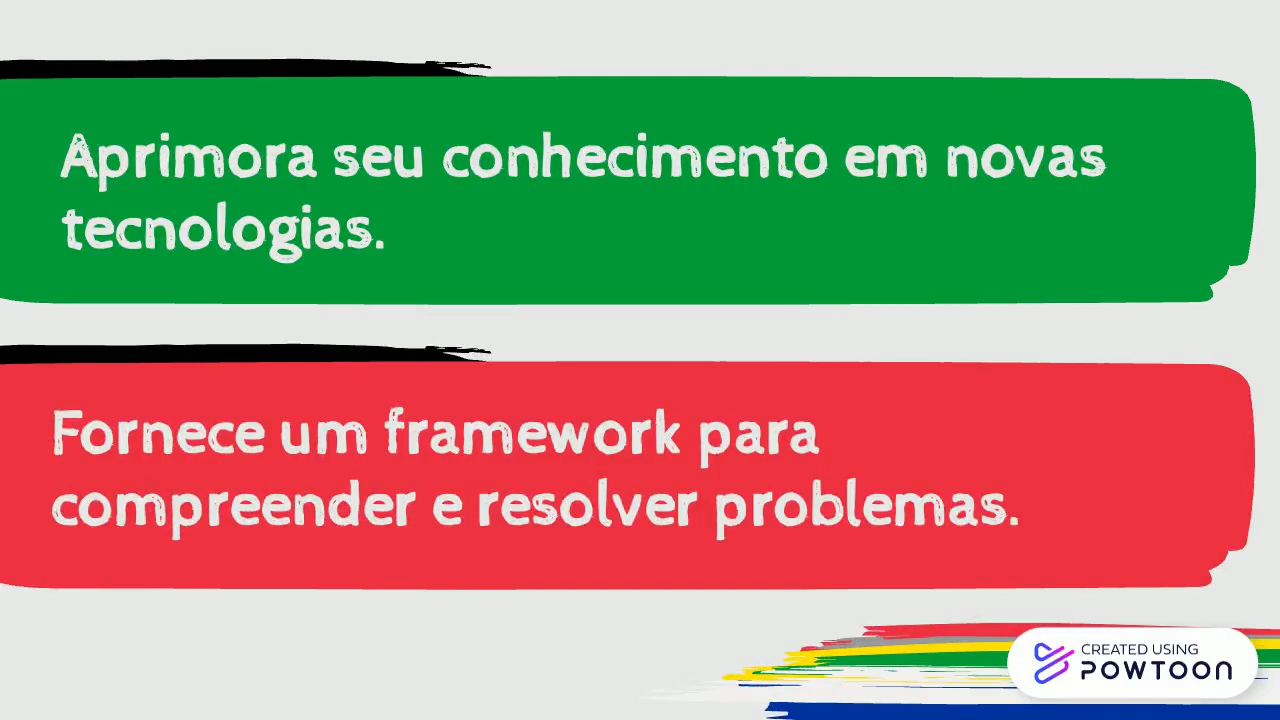 Aprimora seu conhecimento em novas
tecnologias.
Fornece um framework para
compreender e resolver problemas.
CREATED USING
POWTOON